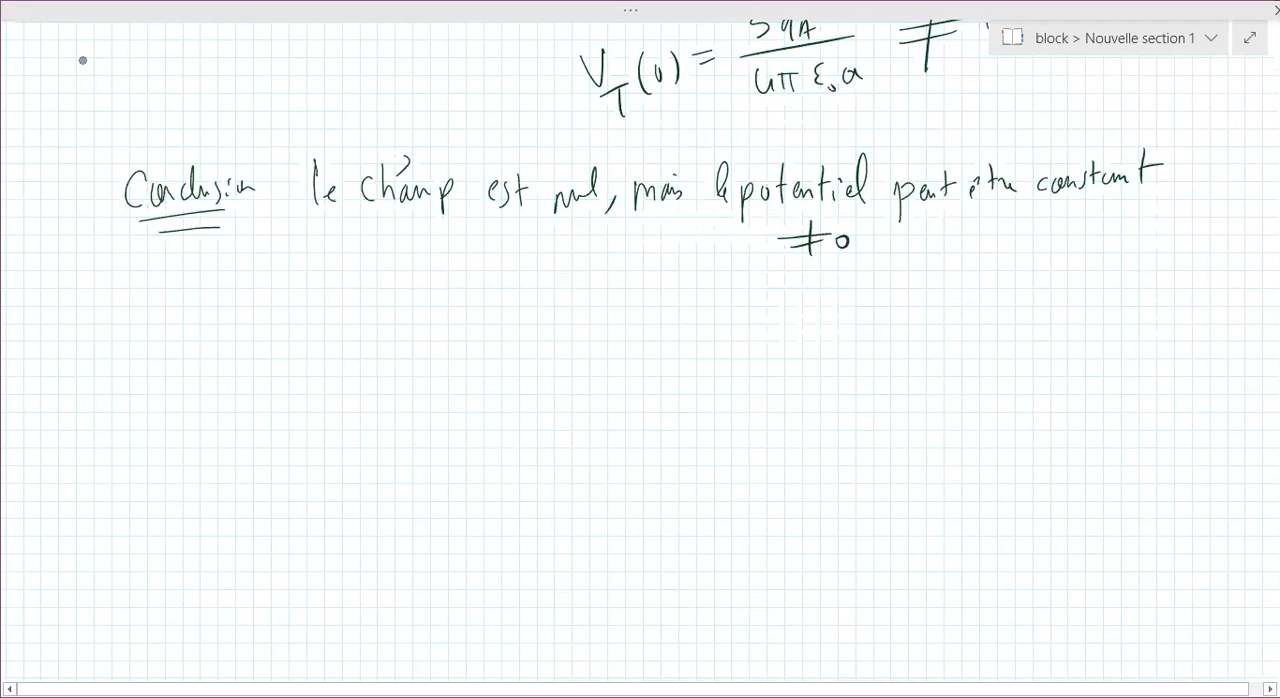 block > Nouvelle section 1
V_T(0) = 5q_A / 4π ε₀ a ≠
Conclusion le champ est nul, mais le potentiel peut être constant
≠ 0